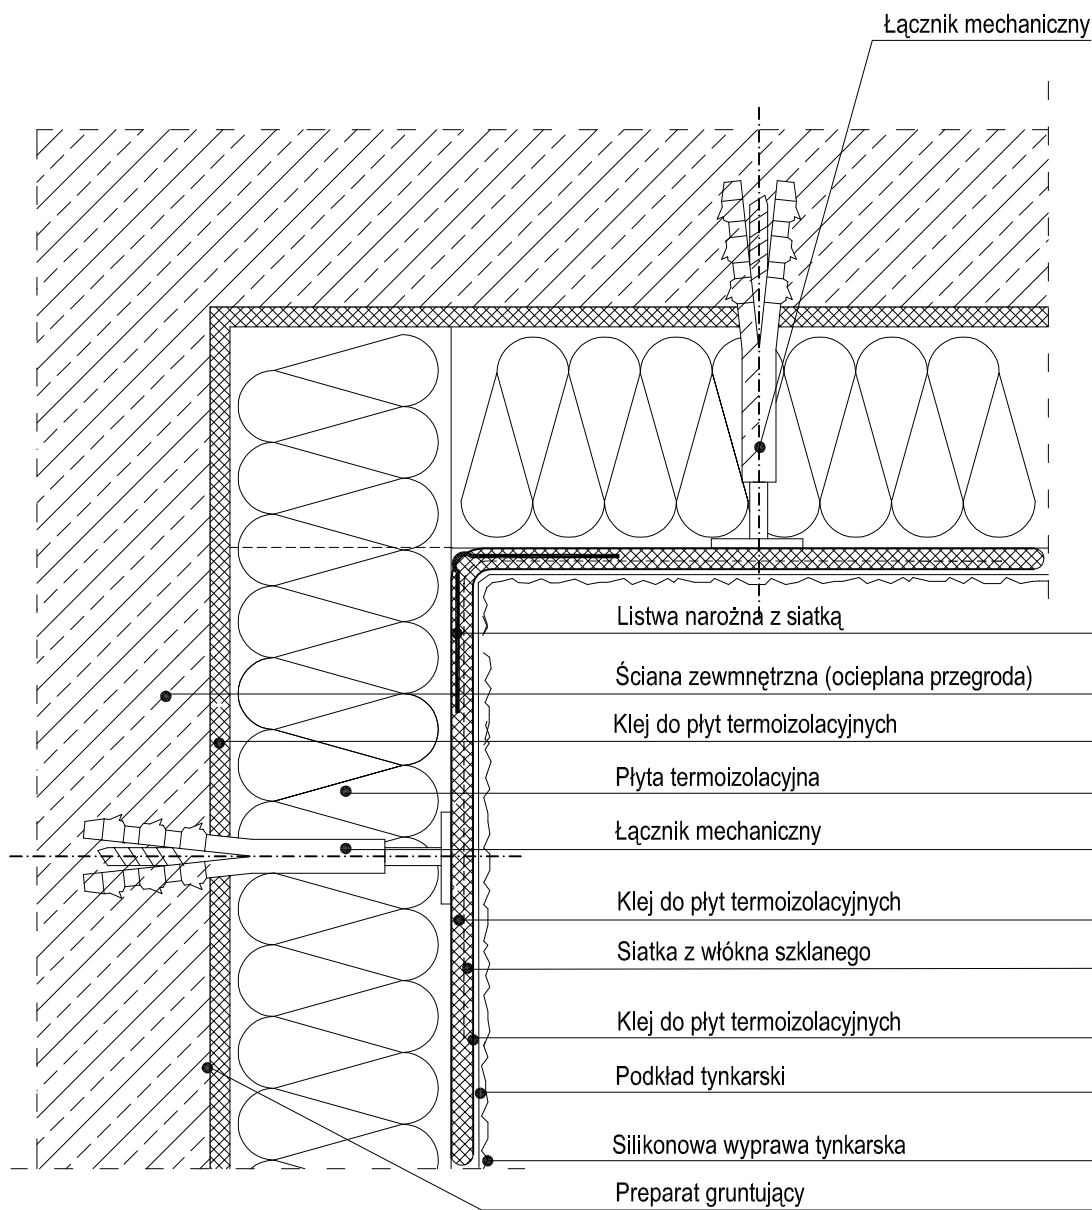 Łącznik mechaniczny
Listwa narożna z siatką
Ściana zewmnętrzna (ocieplana przegroda)
Klej do płyt termoizolacyjnych
Płyta termoizolacyjna
Łącznik mechaniczny
Klej do płyt termoizolacyjnych
Siatka z włókna szklanego
Klej do płyt termoizolacyjnych
Podkład tynkarski
Silikonowa wyprawa tynkarska
Preparat gruntujący